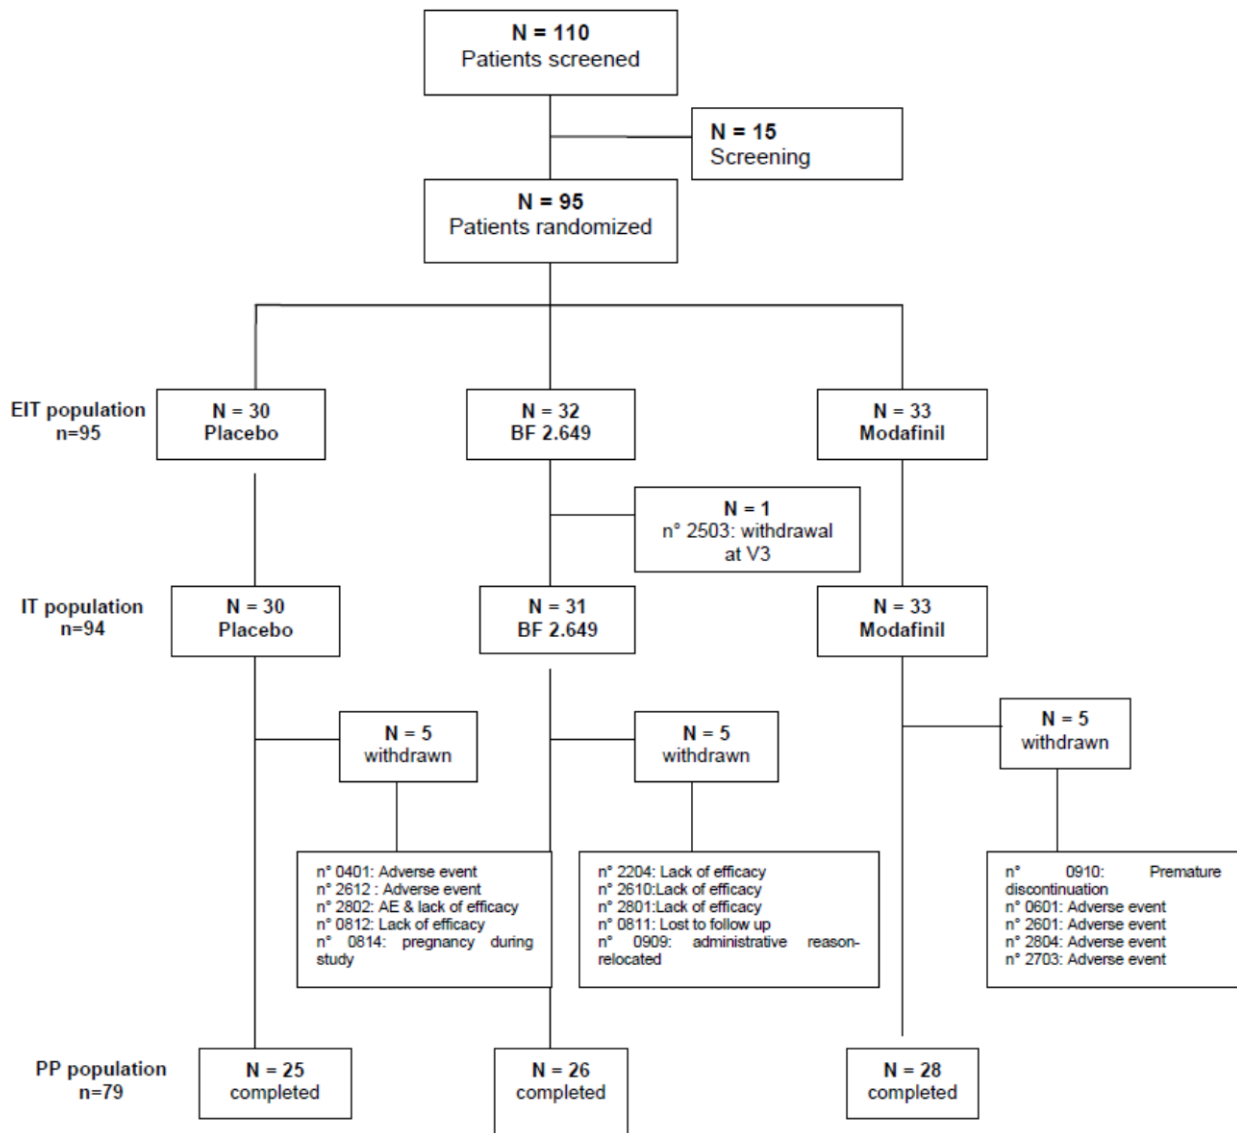 N = 110
Patients screened
N = 15
Screening
N = 95
Patients randomized
EIT population
n=95
N = 30
Placebo
N = 32
BF 2.649
N = 33
Modafinil
N = 1
n° 2503: withdrawal
at V3
IT population
n=94
N = 30
Placebo
N = 31
BF 2.649
N = 33
Modafinil
N = 5
withdrawn
N = 5
withdrawn
N = 5
withdrawn
n° 0401: Adverse event
n° 2612 : Adverse event
n° 2802: AE & lack of efficacy
n° 0812: Lack of efficacy
n° 0814: pregnancy during
study
n° 2204: Lack of efficacy
n° 2610:Lack of efficacy
n° 2801:Lack of efficacy
n° 0811: Lost to follow up
n° 0909: administrative reason-
relocated
n° 0910: Premature
discontinuation
n° 0601: Adverse event
n° 2601: Adverse event
n° 2804: Adverse event
n° 2703: Adverse event
PP population
n=79
N = 25
completed
N = 26
completed
N = 28
completed